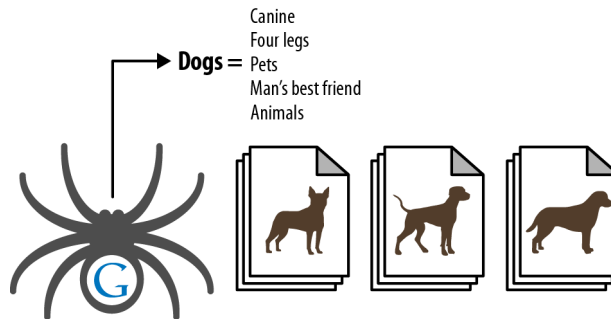 Canine
Four legs
Dogs = Pets
Man's best friend
Animals
G